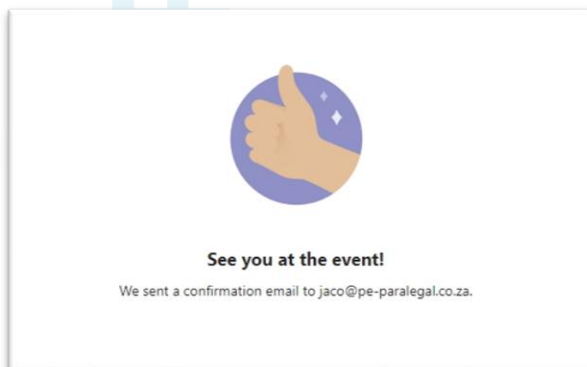 See you at the event!
We sent a confirmation email to jaco@pe-paralegal.co.za.